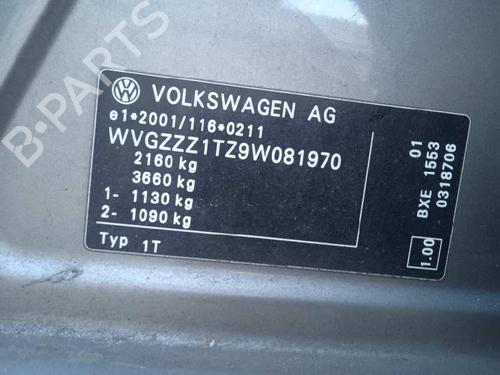 B-PARTS
VOLKSWAGEN AG
e1*2001/116*0211
WVGZZZ1TZ9W081970
2160 kg
3660 kg
1- 1130 kg
2- 1090 kg
Typ 1T
01
BXE 1553
0318706
1.00